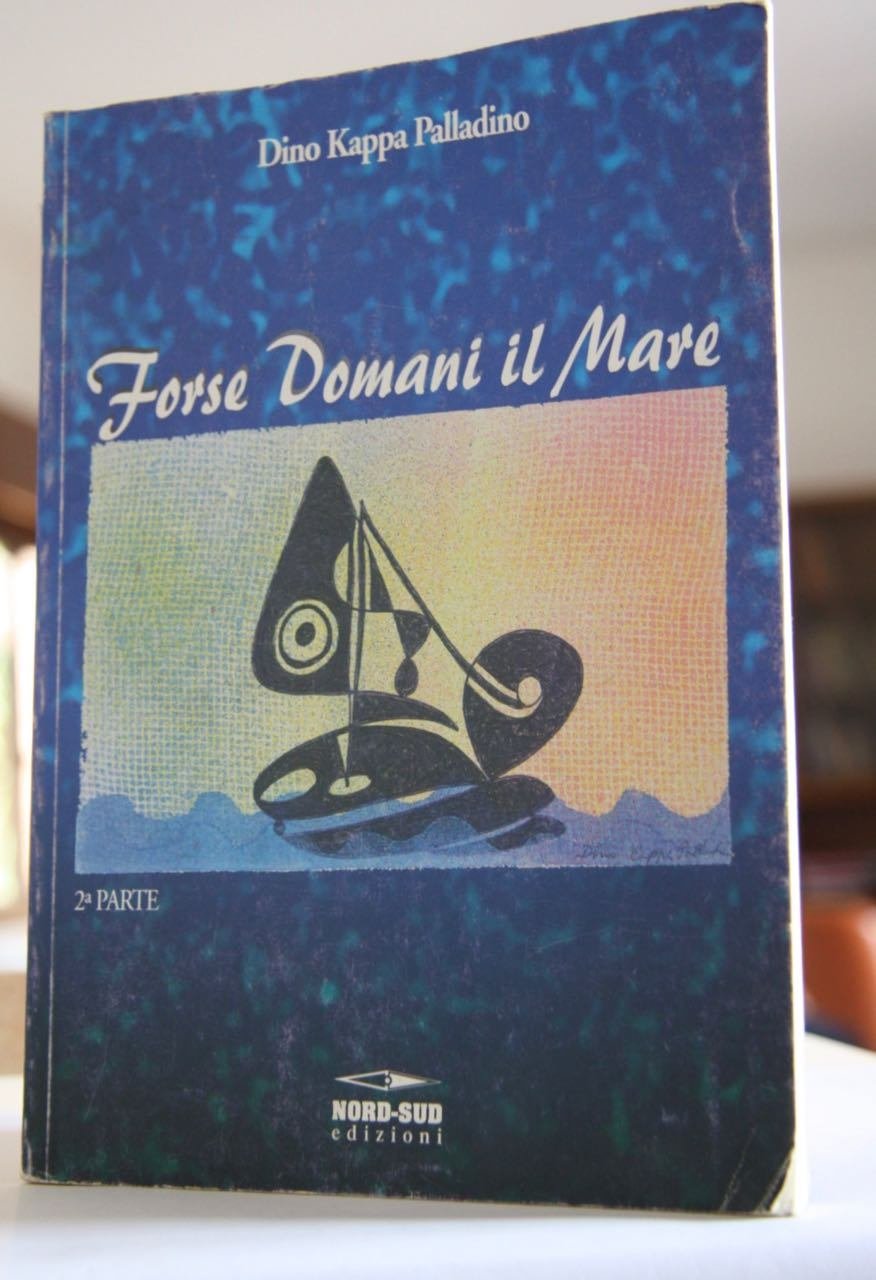 Dino Kappa Palladino
Forse Domani il Mare
2ª PARTE
NORD-SUD
edizioni